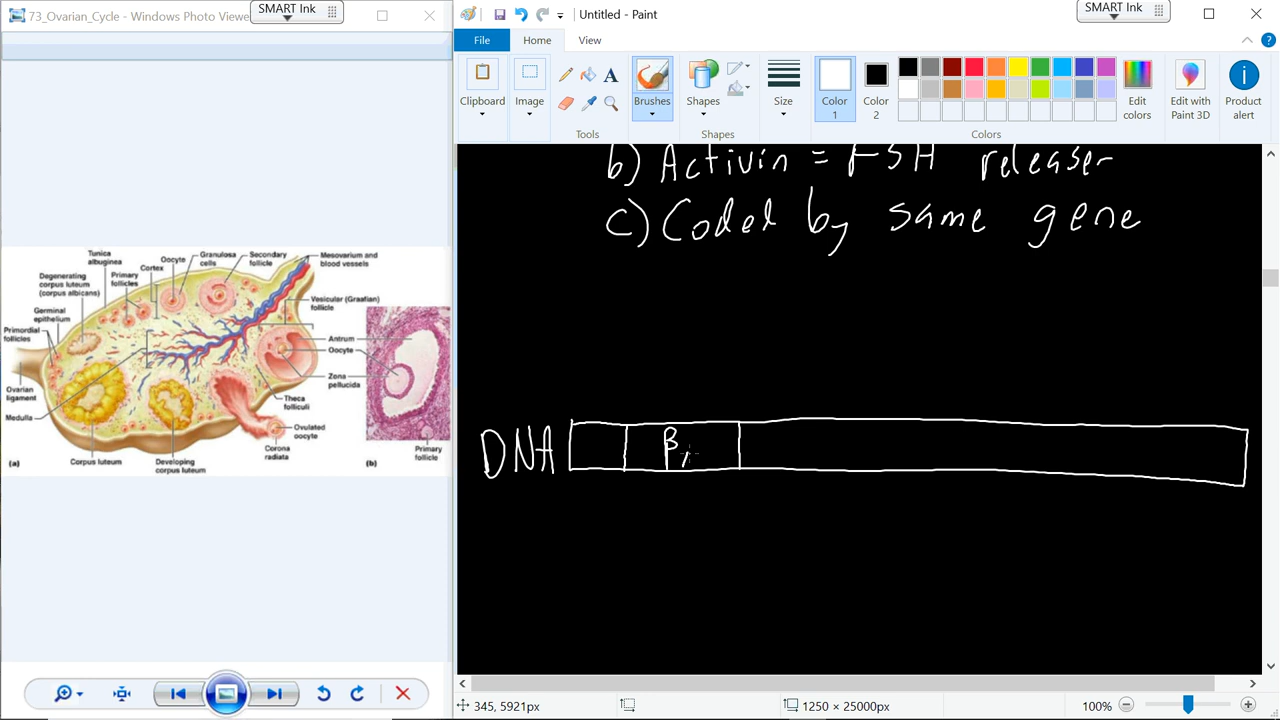 73_Ovarian_Cycle - Windows Photo Viewe
SMART Ink
Untitled - Paint
SMART Ink
File
Home
View
Clipboard
Image
Tools
Brushes
Shapes
Shapes
Size
Color 1
Color 2
Edit colors
Colors
Edit with Paint 3D
Product alert
b) Activin = FSH releaser
c) Coded by same gene
DNA
β,
Tunica albuginea
Oocyte
Granulosa cells
Secondary follicle
Mesovarium and blood vessels
Cortex
Primary follicles
Degenerating corpus luteum (corpus albicans)
Germinal epithelium
Primordial follicles
Vesicular (Graafian) follicle
Antrum
Oocyte
Zona pellucida
Theca folliculi
Ovarian ligament
Medulla
Ovulated oocyte
Corona radiata
Primary follicle
(a)
Corpus luteum
Developing corpus luteum
(b)
345, 5921px
1250 × 25000px
100%